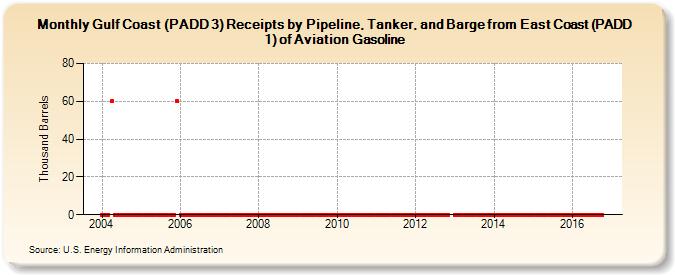 Monthly Gulf Coast (PADD 3) Receipts by Pipeline, Tanker, and Barge from East Coast (PADD
1) of Aviation Gasoline
Thousand Barrels
80
60
40
20
0
2004 2006 2008 2010 2012 2014 2016
Source: U.S. Energy Information Administration